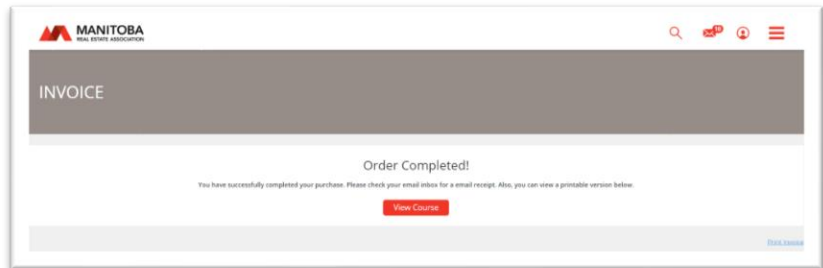 MANITOBA
REAL ESTATE ASSOCIATION
INVOICE
Order Completed!
You have successfully completed your purchase. Please check your email inbox for a email receipt. Also, you can view a printable version below.
View Course
Print